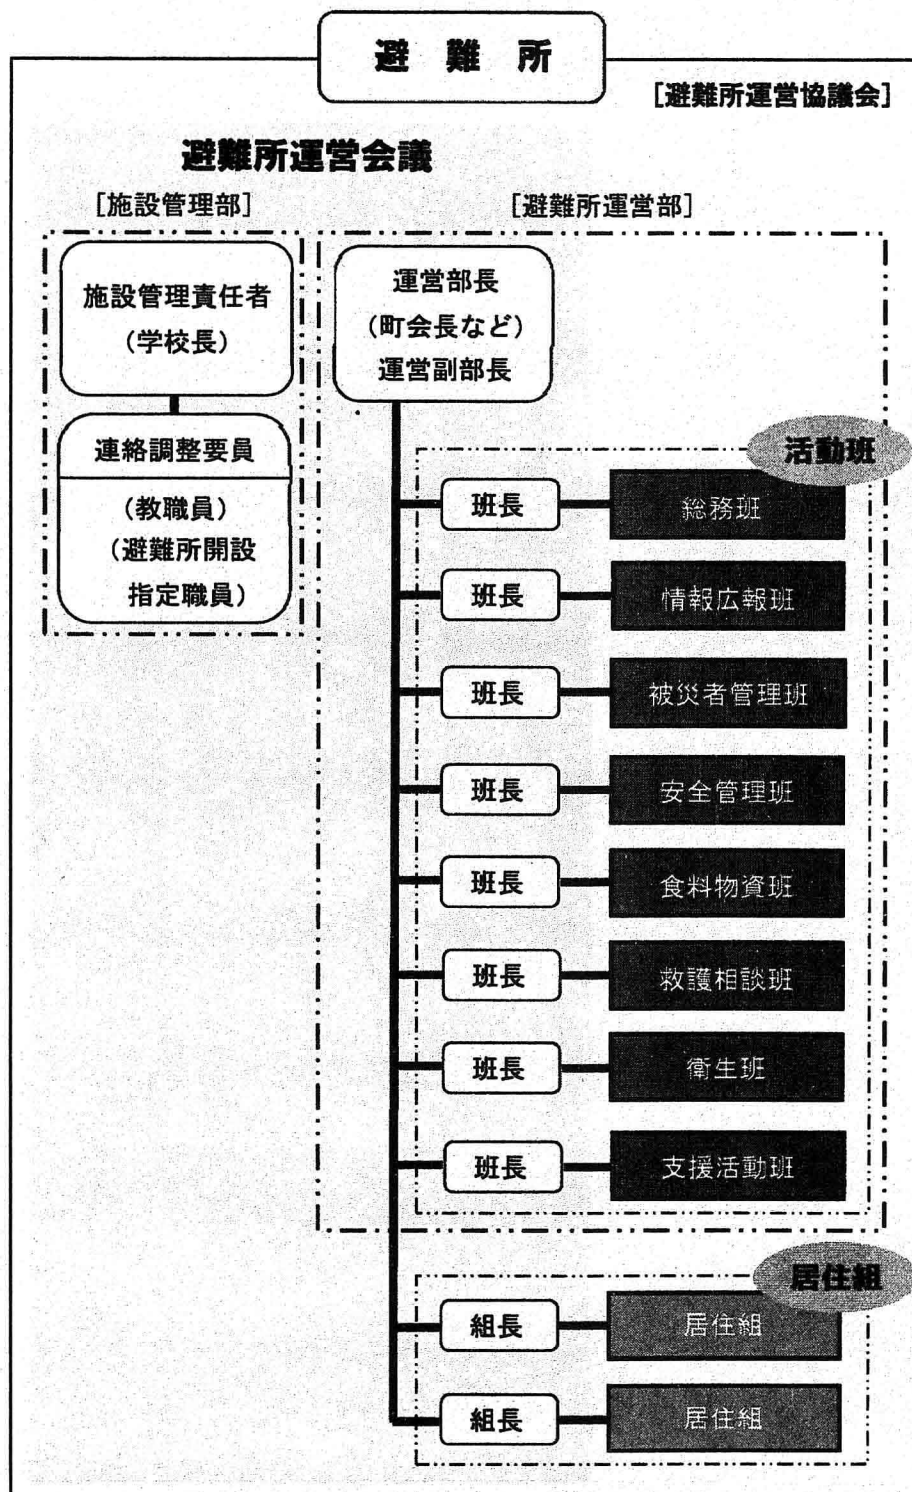 避難所
[避難所運営協議会]
避難所運営会議
[施設管理部]
[避難所運営部]
施設管理責任者
(学校長)
連絡調整要員
(教職員)
(避難所開設
指定職員)
運営部長
(町会長など)
運営副部長
活動班
班長
総務班
班長
情報広報班
班長
被災者管理班
班長
安全管理班
班長
食料物資班
班長
救護相談班
班長
衛生班
班長
支援活動班
居住組
組長
居住組
組長
居住組